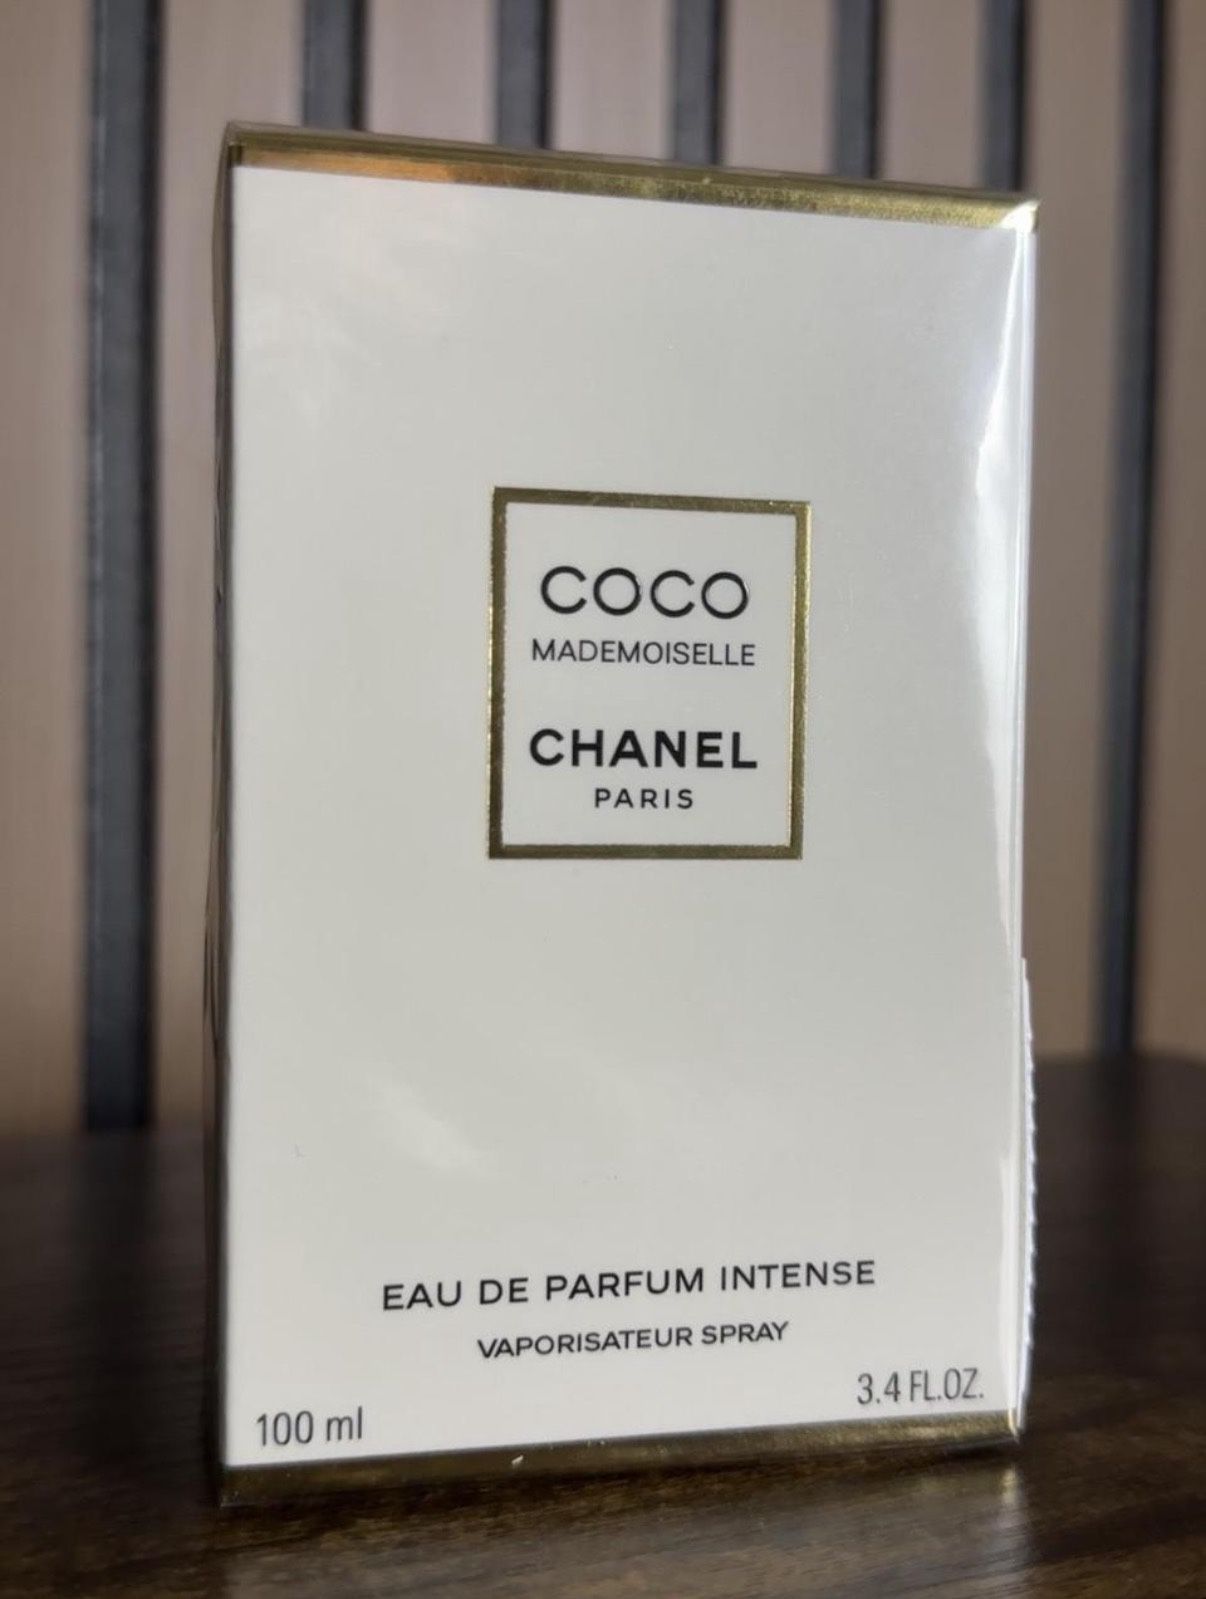 COCO
MADEMOISELLE
CHANEL
PARIS
EAU DE PARFUM INTENSE
VAPORISATEUR SPRAY
100 ml
3.4 FL.OZ.